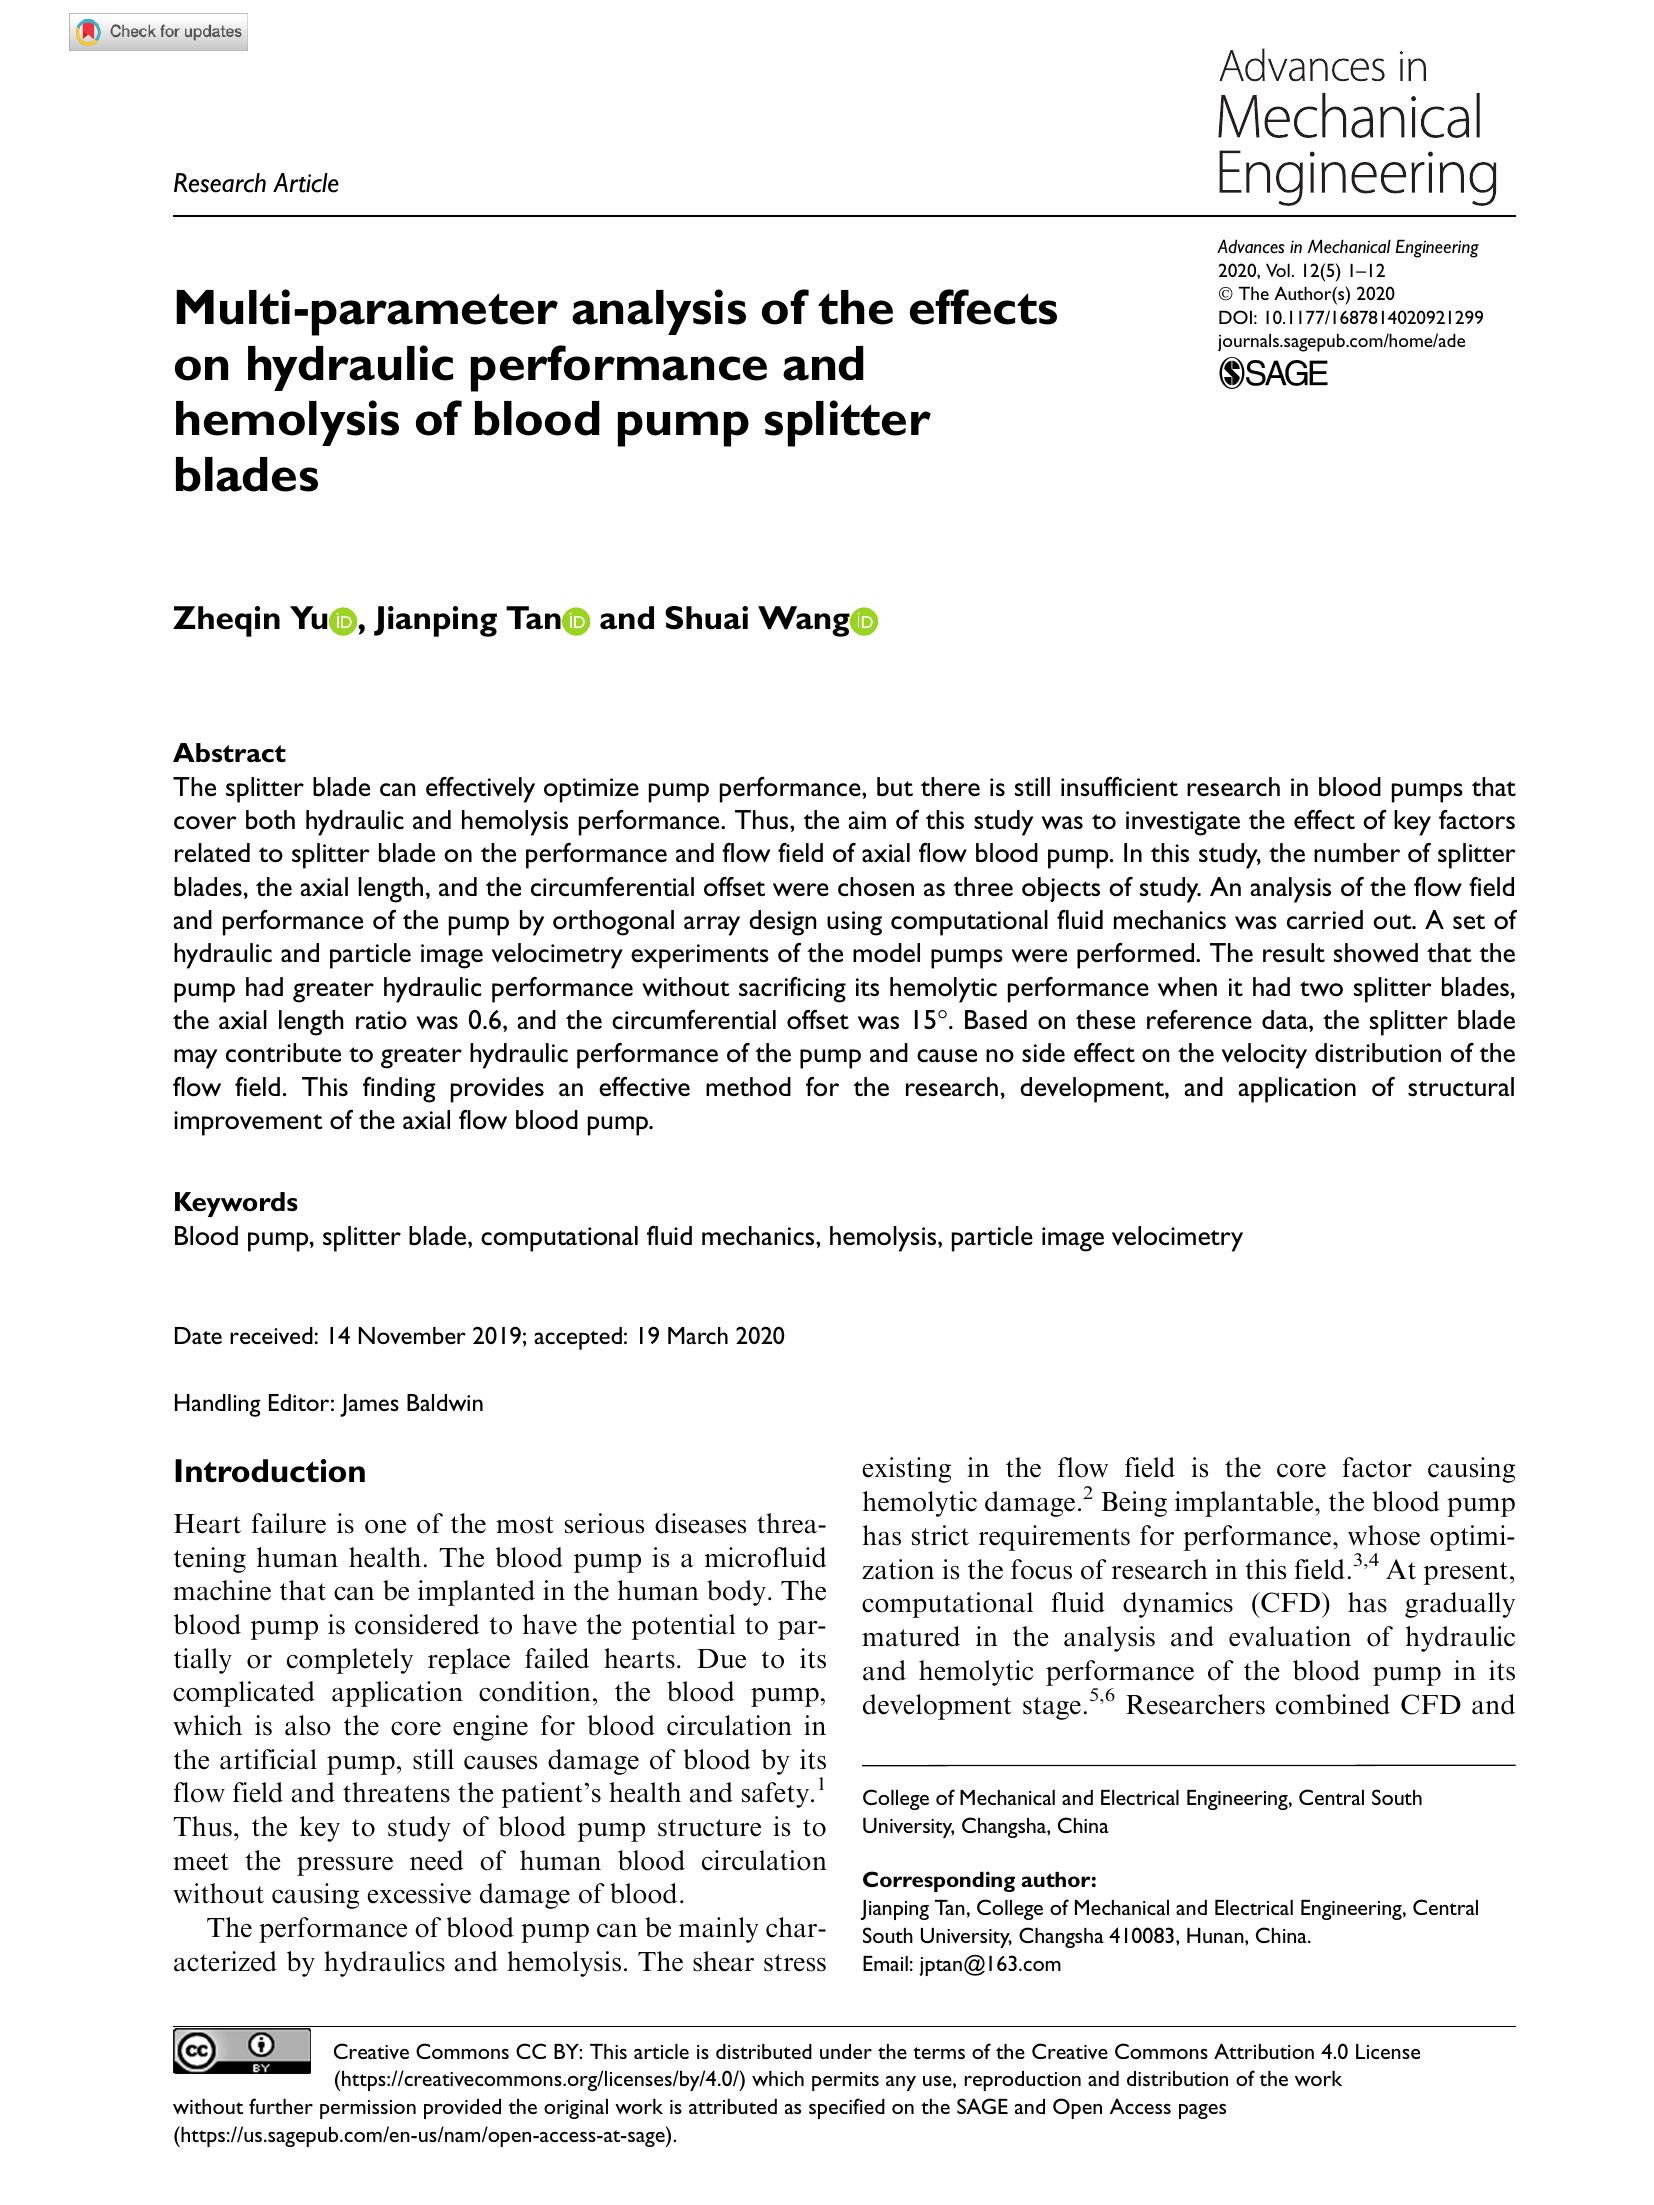 Check for updates
Advances in
Mechanical
Engineering
Research Article
Advances in Mechanical Engineering
2020, Vol. 12(5) 1–12
© The Author(s) 2020
DOI: 10.1177/1687814020921299
journals.sagepub.com/home/ade
SAGE
Multi-parameter analysis of the effects
on hydraulic performance and
hemolysis of blood pump splitter
blades
Zheqin Yu iD, Jianping Tan iD and Shuai Wang iD
Abstract
The splitter blade can effectively optimize pump performance, but there is still insufficient research in blood pumps that
cover both hydraulic and hemolysis performance. Thus, the aim of this study was to investigate the effect of key factors
related to splitter blade on the performance and flow field of axial flow blood pump. In this study, the number of splitter
blades, the axial length, and the circumferential offset were chosen as three objects of study. An analysis of the flow field
and performance of the pump by orthogonal array design using computational fluid mechanics was carried out. A set of
hydraulic and particle image velocimetry experiments of the model pumps were performed. The result showed that the
pump had greater hydraulic performance without sacrificing its hemolytic performance when it had two splitter blades,
the axial length ratio was 0.6, and the circumferential offset was 15°. Based on these reference data, the splitter blade
may contribute to greater hydraulic performance of the pump and cause no side effect on the velocity distribution of the
flow field. This finding provides an effective method for the research, development, and application of structural
improvement of the axial flow blood pump.
Keywords
Blood pump, splitter blade, computational fluid mechanics, hemolysis, particle image velocimetry
Date received: 14 November 2019; accepted: 19 March 2020
Handling Editor: James Baldwin
Introduction
Heart failure is one of the most serious diseases threa-
tening human health. The blood pump is a microfluid
machine that can be implanted in the human body. The
blood pump is considered to have the potential to par-
tially or completely replace failed hearts. Due to its
complicated application condition, the blood pump,
which is also the core engine for blood circulation in
the artificial pump, still causes damage of blood by its
flow field and threatens the patient's health and safety.1
Thus, the key to study of blood pump structure is to
meet the pressure need of human blood circulation
without causing excessive damage of blood.
The performance of blood pump can be mainly char-
acterized by hydraulics and hemolysis. The shear stress
existing in the flow field is the core factor causing
hemolytic damage.2 Being implantable, the blood pump
has strict requirements for performance, whose optimi-
zation is the focus of research in this field.3,4 At present,
computational fluid dynamics (CFD) has gradually
matured in the analysis and evaluation of hydraulic
and hemolytic performance of the blood pump in its
development stage.5,6 Researchers combined CFD and
College of Mechanical and Electrical Engineering, Central South
University, Changsha, China
Corresponding author:
Jianping Tan, College of Mechanical and Electrical Engineering, Central
South University, Changsha 410083, Hunan, China.
Email: jptan@163.com
cc BY
Creative Commons CC BY: This article is distributed under the terms of the Creative Commons Attribution 4.0 License
(https://creativecommons.org/licenses/by/4.0/) which permits any use, reproduction and distribution of the work
without further permission provided the original work is attributed as specified on the SAGE and Open Access pages
(https://us.sagepub.com/en-us/nam/open-access-at-sage).